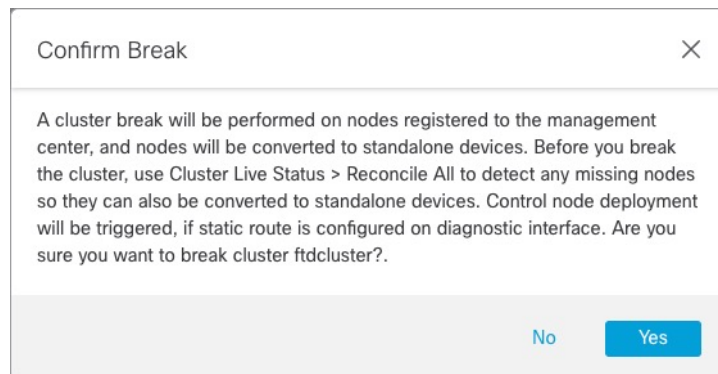 Confirm Break
A cluster break will be performed on nodes registered to the management
center, and nodes will be converted to standalone devices. Before you break
the cluster, use Cluster Live Status > Reconcile All to detect any missing nodes
so they can also be converted to standalone devices. Control node deployment
will be triggered, if static route is configured on diagnostic interface. Are you
sure you want to break cluster ftdcluster?.
No
Yes